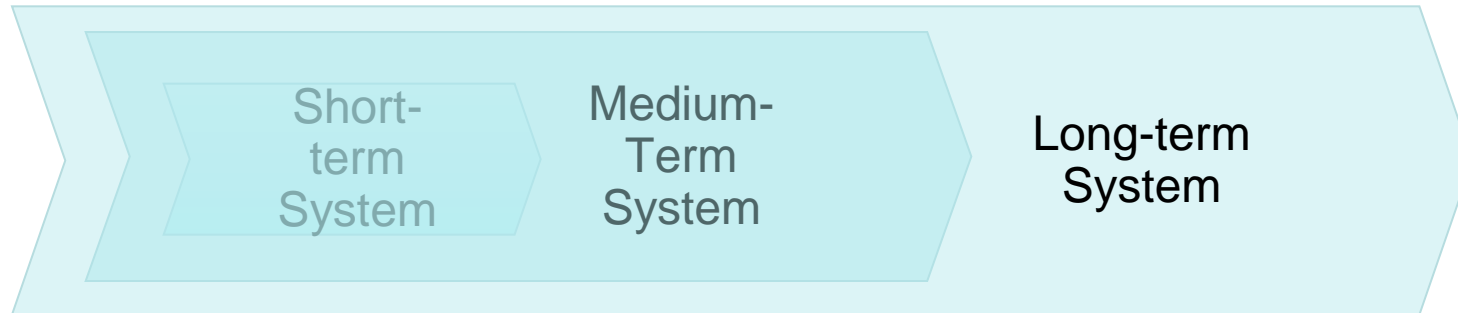 Short-
term
System
Medium-
Term
System
Long-term
System